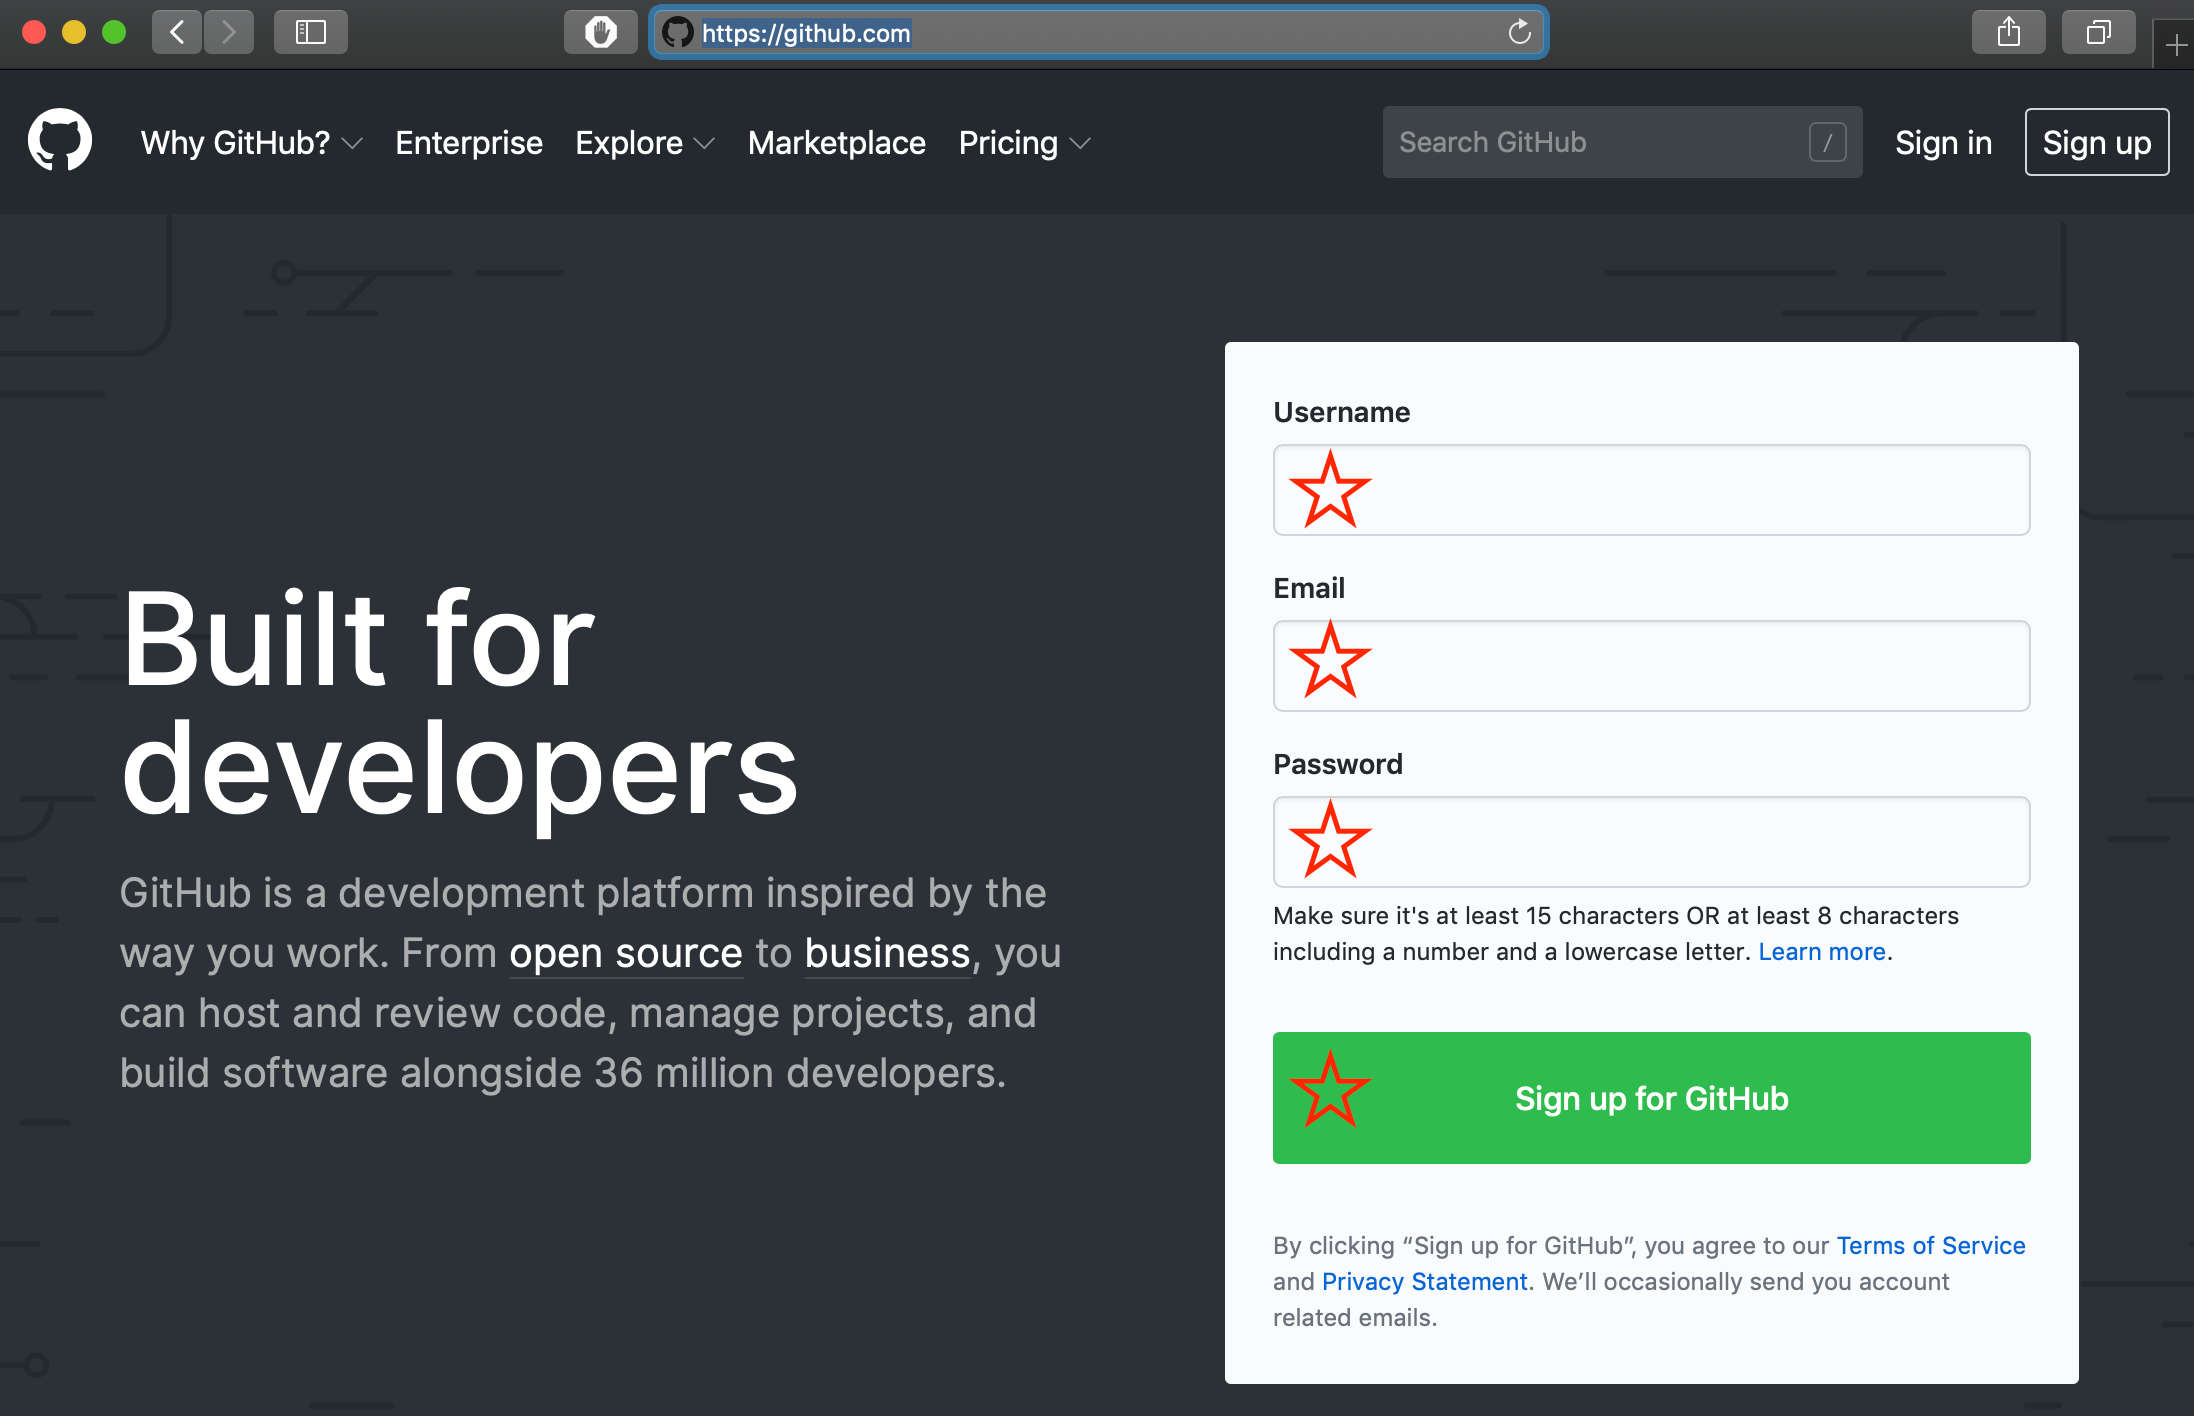 https://github.com
Why GitHub? Enterprise Explore Marketplace Pricing Search GitHub / Sign in Sign up
Built for
developers
GitHub is a development platform inspired by the
way you work. From open source to business, you
can host and review code, manage projects, and
build software alongside 36 million developers.
Username
Email
Password
Make sure it's at least 15 characters OR at least 8 characters
including a number and a lowercase letter. Learn more.
Sign up for GitHub
By clicking “Sign up for GitHub”, you agree to our Terms of Service
and Privacy Statement. We’ll occasionally send you account
related emails.